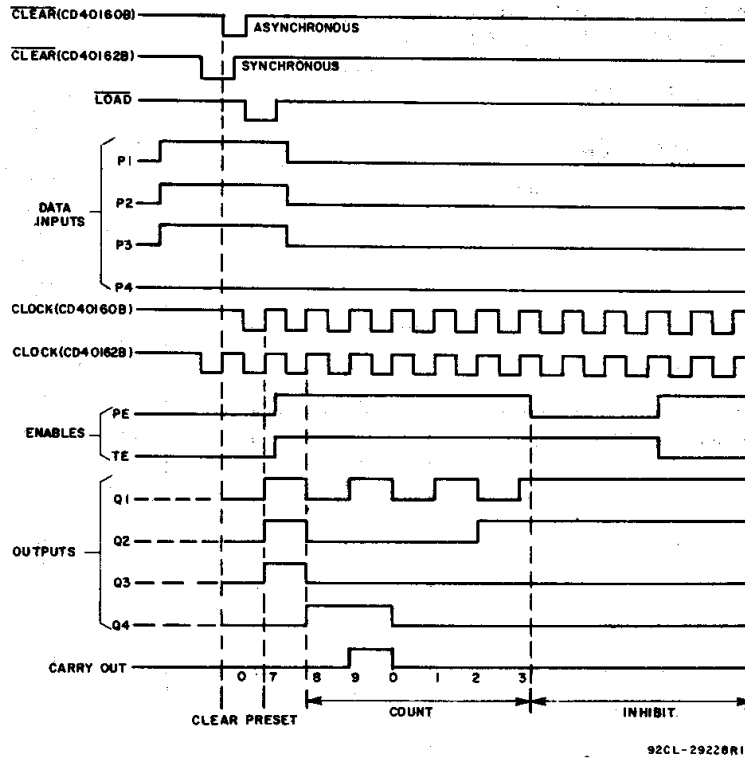 CLEAR(CD40160B)
ASYNCHRONOUS
CLEAR(CD40162B)
SYNCHRONOUS
LOAD
P1
P2
DATA
INPUTS
P3
P4
CLOCK(CD40160B)
CLOCK(CD40162B)
PE
ENABLES
TE
Q1
Q2
OUTPUTS
Q3
Q4
CARRY OUT
0 7 8 9 0 1 2 3
CLEAR PRESET
COUNT
INHIBIT
92CL-29228R1